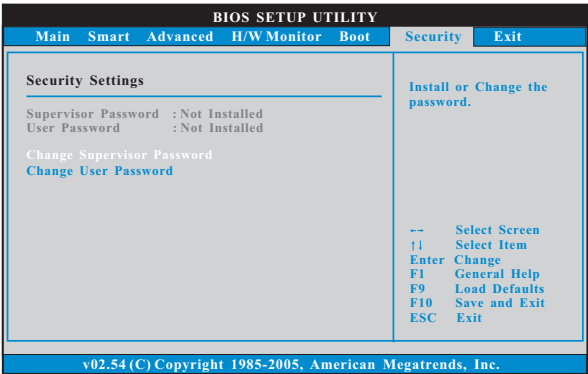 BIOS SETUP UTILITY
Main Smart Advanced H/W Monitor Boot Security Exit
Security Settings
Supervisor Password : Not Installed
User Password : Not Installed
Change Supervisor Password
Change User Password
Install or Change the
password.
←→ Select Screen
↑↓ Select Item
Enter Change
F1 General Help
F9 Load Defaults
F10 Save and Exit
ESC Exit
v02.54 (C) Copyright 1985-2005, American Megatrends, Inc.